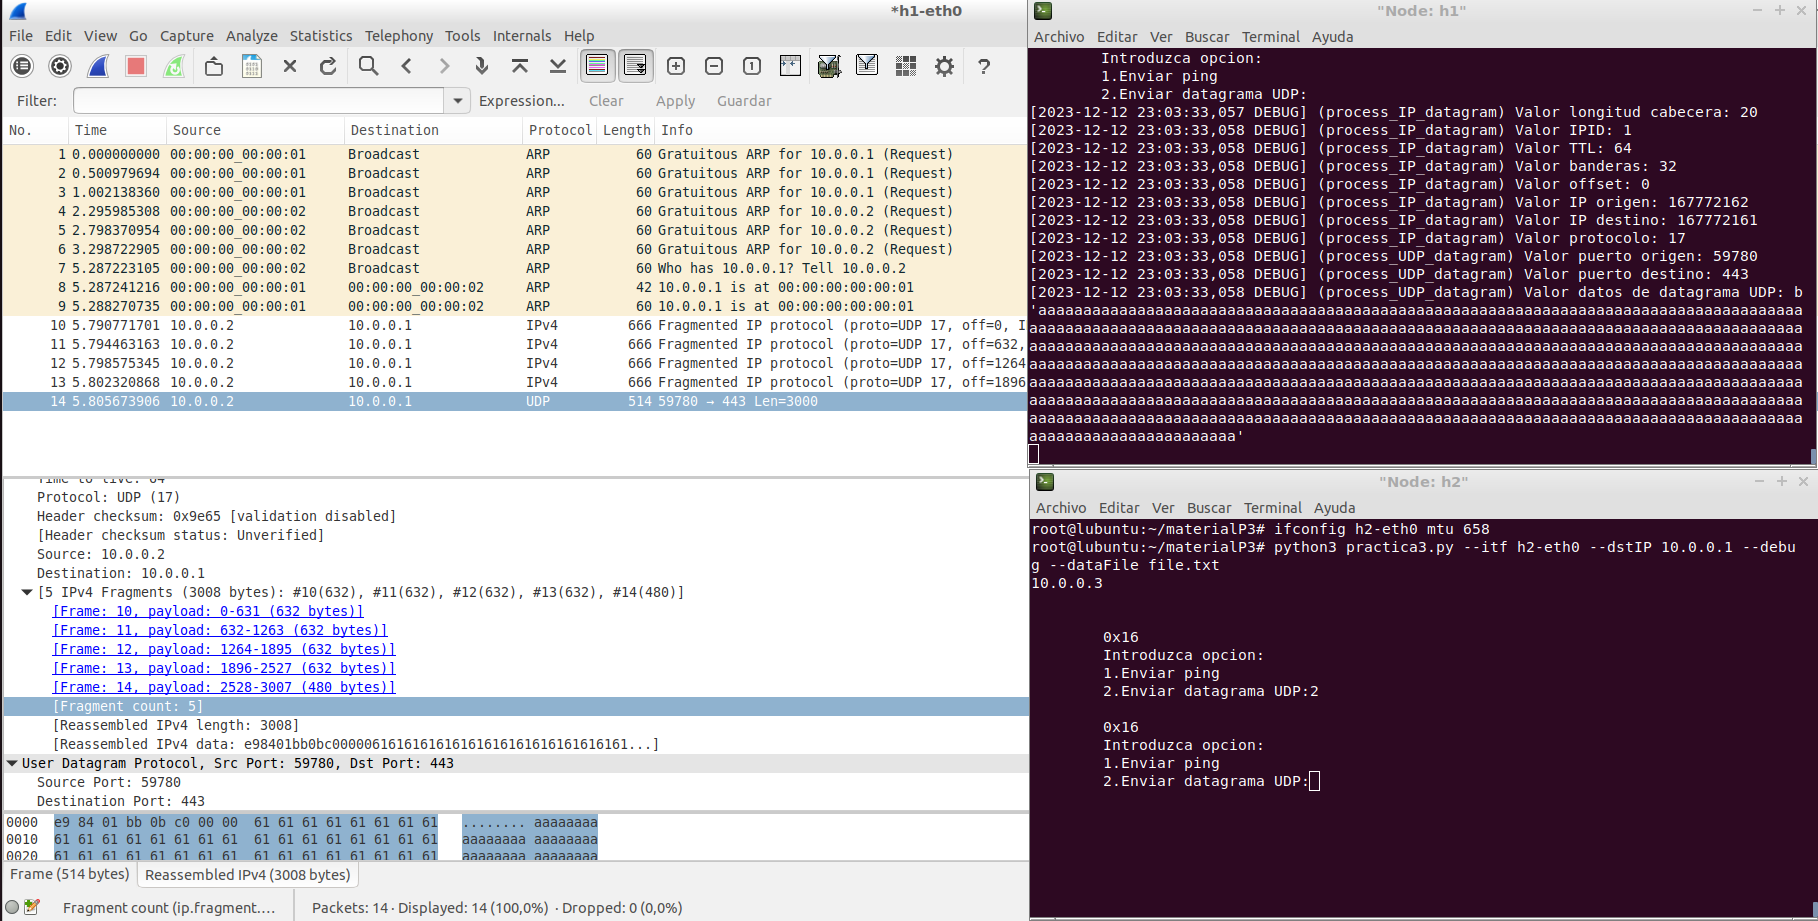 *h1-eth0
File Edit View Go Capture Analyze Statistics Telephony Tools Internals Help
Filter: Expression... Clear Apply Guardar
No. Time Source Destination Protocol Length Info
1 0.000000000 00:00:00_00:00:01 Broadcast ARP 60 Gratuitous ARP for 10.0.0.1 (Request)
2 0.500979694 00:00:00_00:00:01 Broadcast ARP 60 Gratuitous ARP for 10.0.0.1 (Request)
3 1.002138360 00:00:00_00:00:01 Broadcast ARP 60 Gratuitous ARP for 10.0.0.1 (Request)
4 2.295985308 00:00:00_00:00:02 Broadcast ARP 60 Gratuitous ARP for 10.0.0.2 (Request)
5 2.798370954 00:00:00_00:00:02 Broadcast ARP 60 Gratuitous ARP for 10.0.0.2 (Request)
6 3.298722905 00:00:00_00:00:02 Broadcast ARP 60 Gratuitous ARP for 10.0.0.2 (Request)
7 5.287223105 00:00:00_00:00:02 Broadcast ARP 60 Who has 10.0.0.1? Tell 10.0.0.2
8 5.287241216 00:00:00_00:00:01 00:00:00_00:00:02 ARP 42 10.0.0.1 is at 00:00:00:00:00:01
9 5.288270735 00:00:00_00:00:01 00:00:00_00:00:02 ARP 60 10.0.0.1 is at 00:00:00:00:00:01
10 5.790771701 10.0.0.2 10.0.0.1 IPv4 666 Fragmented IP protocol (proto=UDP 17, off=0, I
11 5.794463163 10.0.0.2 10.0.0.1 IPv4 666 Fragmented IP protocol (proto=UDP 17, off=632,
12 5.798575345 10.0.0.2 10.0.0.1 IPv4 666 Fragmented IP protocol (proto=UDP 17, off=1264
13 5.802320868 10.0.0.2 10.0.0.1 IPv4 666 Fragmented IP protocol (proto=UDP 17, off=1896
14 5.805673906 10.0.0.2 10.0.0.1 UDP 514 59780 → 443 Len=3000
Time to live: 64
Protocol: UDP (17)
Header checksum: 0x9e65 [validation disabled]
[Header checksum status: Unverified]
Source: 10.0.0.2
Destination: 10.0.0.1
[5 IPv4 Fragments (3008 bytes): #10(632), #11(632), #12(632), #13(632), #14(480)]
[Frame: 10, payload: 0-631 (632 bytes)]
[Frame: 11, payload: 632-1263 (632 bytes)]
[Frame: 12, payload: 1264-1895 (632 bytes)]
[Frame: 13, payload: 1896-2527 (632 bytes)]
[Frame: 14, payload: 2528-3007 (480 bytes)]
[Fragment count: 5]
[Reassembled IPv4 length: 3008]
[Reassembled IPv4 data: e98401bb0bc000006161616161616161616161616161616161...]
User Datagram Protocol, Src Port: 59780, Dst Port: 443
Source Port: 59780
Destination Port: 443
0000 e9 84 01 bb 0b c0 00 00 61 61 61 61 61 61 61 61 ........ aaaaaaaa
0010 61 61 61 61 61 61 61 61 61 61 61 61 61 61 61 61 aaaaaaaa aaaaaaaa
0020 61 61 61 61 61 61 61 61 61 61 61 61 61 61 61 61 aaaaaaaa aaaaaaaa
Frame (514 bytes) Reassembled IPv4 (3008 bytes)
Fragment count (ip.fragment.... Packets: 14 · Displayed: 14 (100,0%) · Dropped: 0 (0,0%)
"Node: h1"
Archivo Editar Ver Buscar Terminal Ayuda
Introduzca opcion:
1.Enviar ping
2.Enviar datagrama UDP:
[2023-12-12 23:03:33,057 DEBUG] (process_IP_datagram) Valor longitud cabecera: 20
[2023-12-12 23:03:33,058 DEBUG] (process_IP_datagram) Valor IPID: 1
[2023-12-12 23:03:33,058 DEBUG] (process_IP_datagram) Valor TTL: 64
[2023-12-12 23:03:33,058 DEBUG] (process_IP_datagram) Valor banderas: 32
[2023-12-12 23:03:33,058 DEBUG] (process_IP_datagram) Valor offset: 0
[2023-12-12 23:03:33,058 DEBUG] (process_IP_datagram) Valor IP origen: 167772162
[2023-12-12 23:03:33,058 DEBUG] (process_IP_datagram) Valor IP destino: 167772161
[2023-12-12 23:03:33,058 DEBUG] (process_IP_datagram) Valor protocolo: 17
[2023-12-12 23:03:33,058 DEBUG] (process_UDP_datagram) Valor puerto origen: 59780
[2023-12-12 23:03:33,058 DEBUG] (process_UDP_datagram) Valor puerto destino: 443
[2023-12-12 23:03:33,058 DEBUG] (process_UDP_datagram) Valor datos de datagrama UDP: b
'aaaaaaaaaaaaaaaaaaaaaaaaaaaaaaaaaaaaaaaaaaaaaaaaaaaaaaaaaaaaaaaaaaaaaaaaaaaaaaaaaaaaa
aaaaaaaaaaaaaaaaaaaaaaaaaaaaaaaaaaaaaaaaaaaaaaaaaaaaaaaaaaaaaaaaaaaaaaaaaaaaaaaaaaaaaa
aaaaaaaaaaaaaaaaaaaaaaaaaaaaaaaaaaaaaaaaaaaaaaaaaaaaaaaaaaaaaaaaaaaaaaaaaaaaaaaaaaaaaa
aaaaaaaaaaaaaaaaaaaaaaaaaaaaaaaaaaaaaaaaaaaaaaaaaaaaaaaaaaaaaaaaaaaaaaaaaaaaaaaaaaaaaa
aaaaaaaaaaaaaaaaaaaaaaaaaaaaaaaaaaaaaaaaaaaaaaaaaaaaaaaaaaaaaaaaaaaaaaaaaaaaaaaaaaaaaa
aaaaaaaaaaaaaaaaaaaaaaaaaaaaaaaaaaaaaaaaaaaaaaaaaaaaaaaaaaaaaaaaaaaaaaaaaaaaaaaaaaaaaa
aaaaaaaaaaaaaaaaaaaaaaaaaaaaaaaaaaaaaaaaaaaaaaaaaaaaaaaaaaaaaaaaaaaaaaaaaaaaaaaaaaaaaa
aaaaaaaaaaaaaaaaaaaaaaa'
"Node: h2"
Archivo Editar Ver Buscar Terminal Ayuda
root@lubuntu:~/materialP3# ifconfig h2-eth0 mtu 658
root@lubuntu:~/materialP3# python3 practica3.py --itf h2-eth0 --dstIP 10.0.0.1 --debu
g --dataFile file.txt
10.0.0.3
0x16
Introduzca opcion:
1.Enviar ping
2.Enviar datagrama UDP:2
0x16
Introduzca opcion:
1.Enviar ping
2.Enviar datagrama UDP: